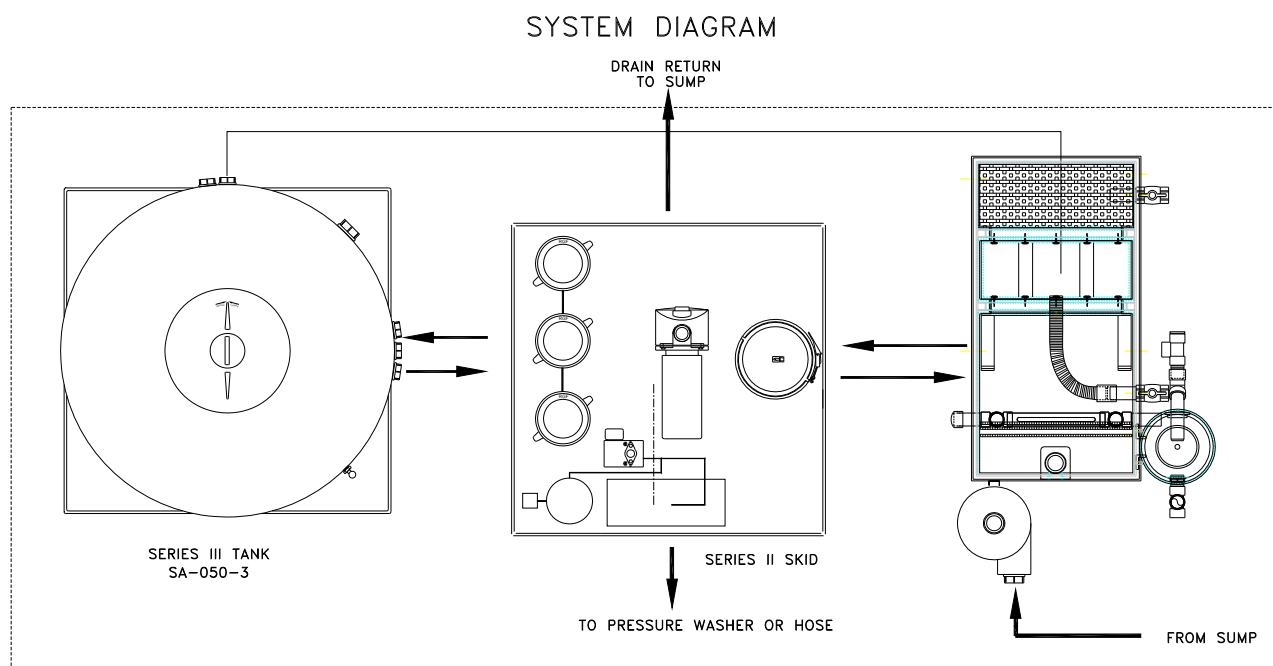 SYSTEM DIAGRAM
DRAIN RETURN
TO SUMP
SERIES III TANK
SA-050-3
SERIES II SKID
TO PRESSURE WASHER OR HOSE
FROM SUMP